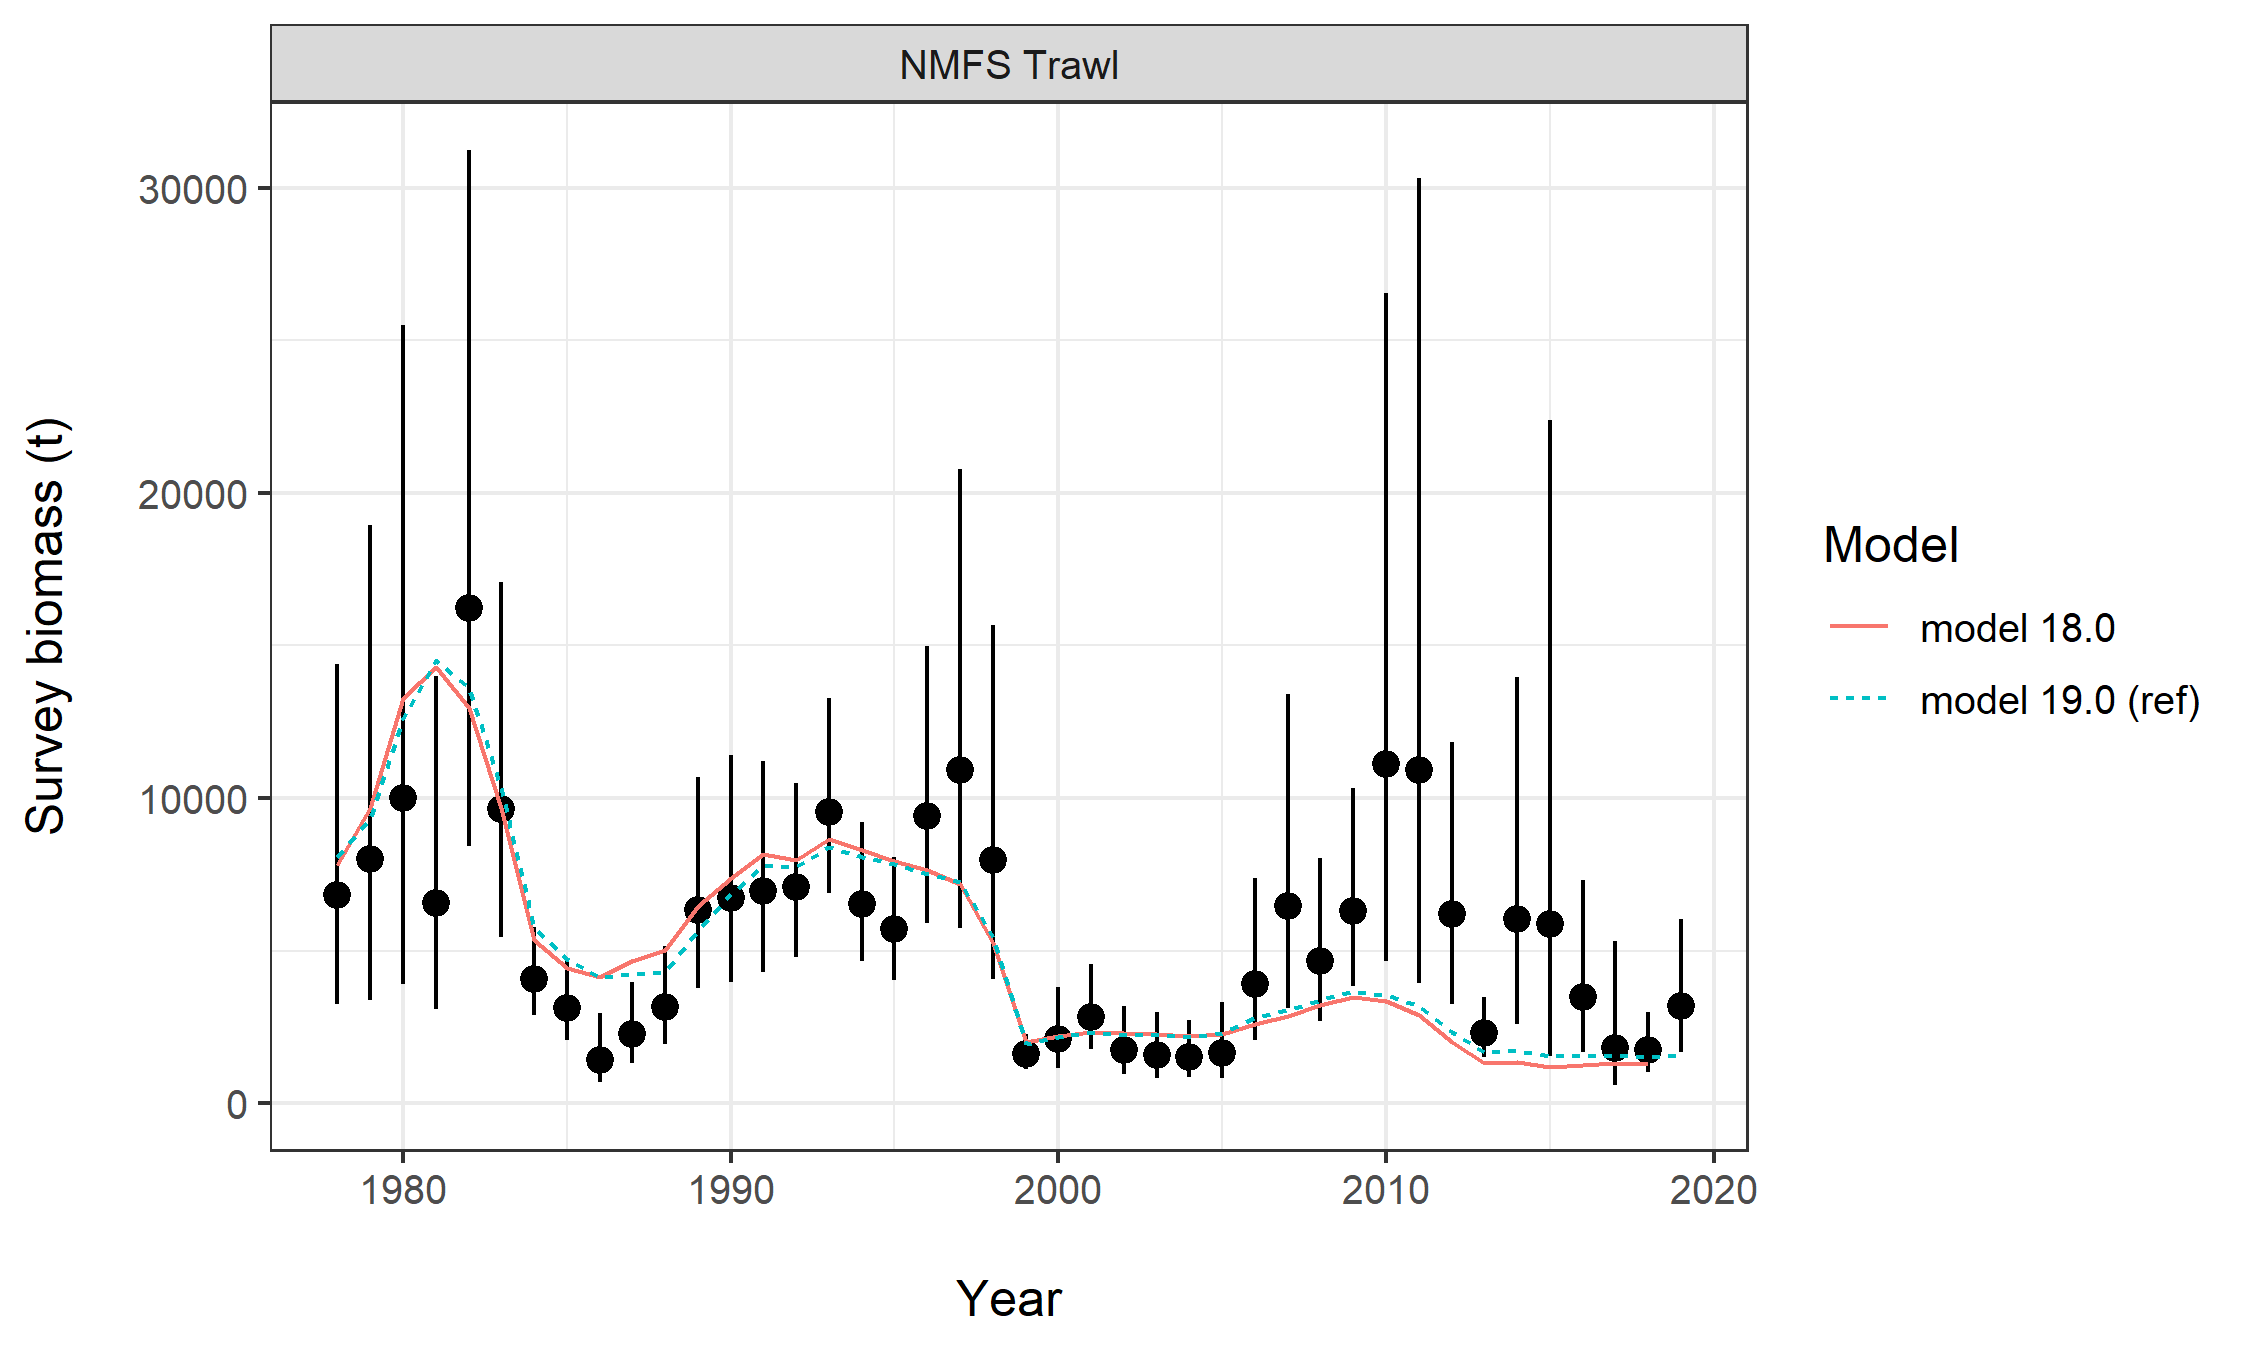 NMFS Trawl
30000
20000
10000
0
Survey biomass (t)
1980 1990 2000 2010 2020
Year
Model
model 18.0
model 19.0 (ref)